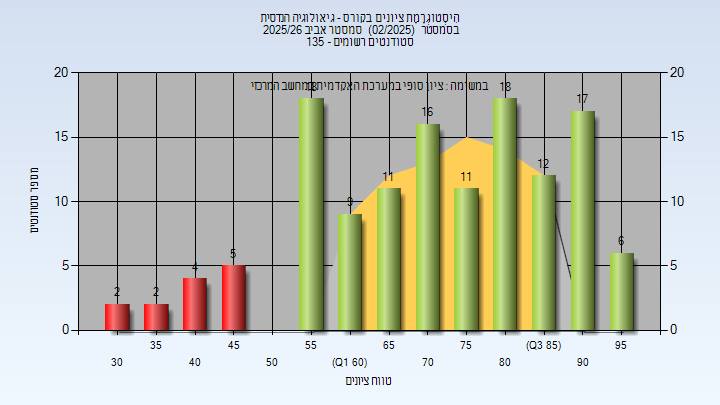 היסטוגרמת ציונים בקורס - גיאולוגיה הנדסית
בסמסטר (02/2025) סמסטר אביב 2025/26
סטודנטים רשומים - 135
במשימה : ציון סופי במערכת האקדמית במחשב המרכזי
מספר סטודנטים
20 20
15 15
10 10
5 5
0 0
2 2 4 5 18 9 11 16 11 18 12 17 6
35 45 55 65 75 (Q3 85) 95
30 40 50 (Q1 60) 70 80 90
טווח ציונים